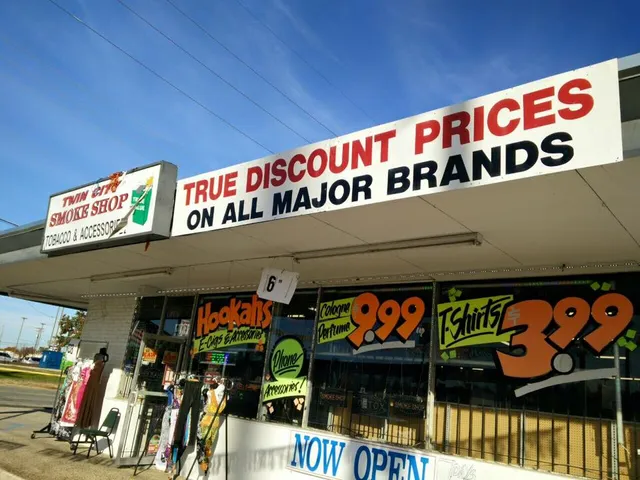 TWIN CITY
SMOKE SHOP
TOBACCO & ACCESSORIES
TRUE DISCOUNT PRICES
ON ALL MAJOR BRANDS
6
Hookahs
E-Cigs & Accessories
Phone
Accessories!
Cologne
Perfume
9.99
T-Shirts
$3.99
NOW OPEN